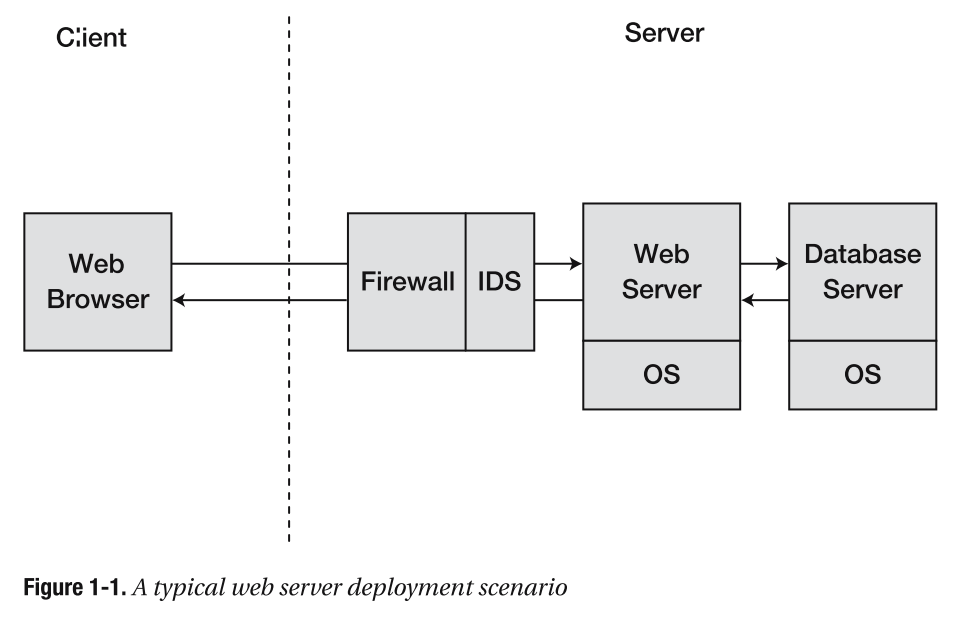 Client
Server
Web
Browser
Firewall
IDS
Web
Server
OS
Database
Server
OS
Figure 1-1. A typical web server deployment scenario